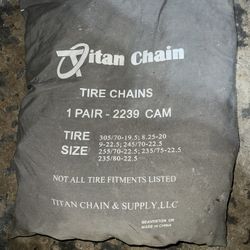 Titan Chain
TIRE CHAINS
1 PAIR - 2239 CAM
TIRE 305/70-19.5; 8.25-20
9-22.5; 245/70-22.5
SIZE 255/70-22.5; 235/75-22.5
235/80-22.5
NOT ALL TIRE FITMENTS LISTED
TITAN CHAIN & SUPPLY, LLC
BEAVERTON OR
MADE IN CHINA